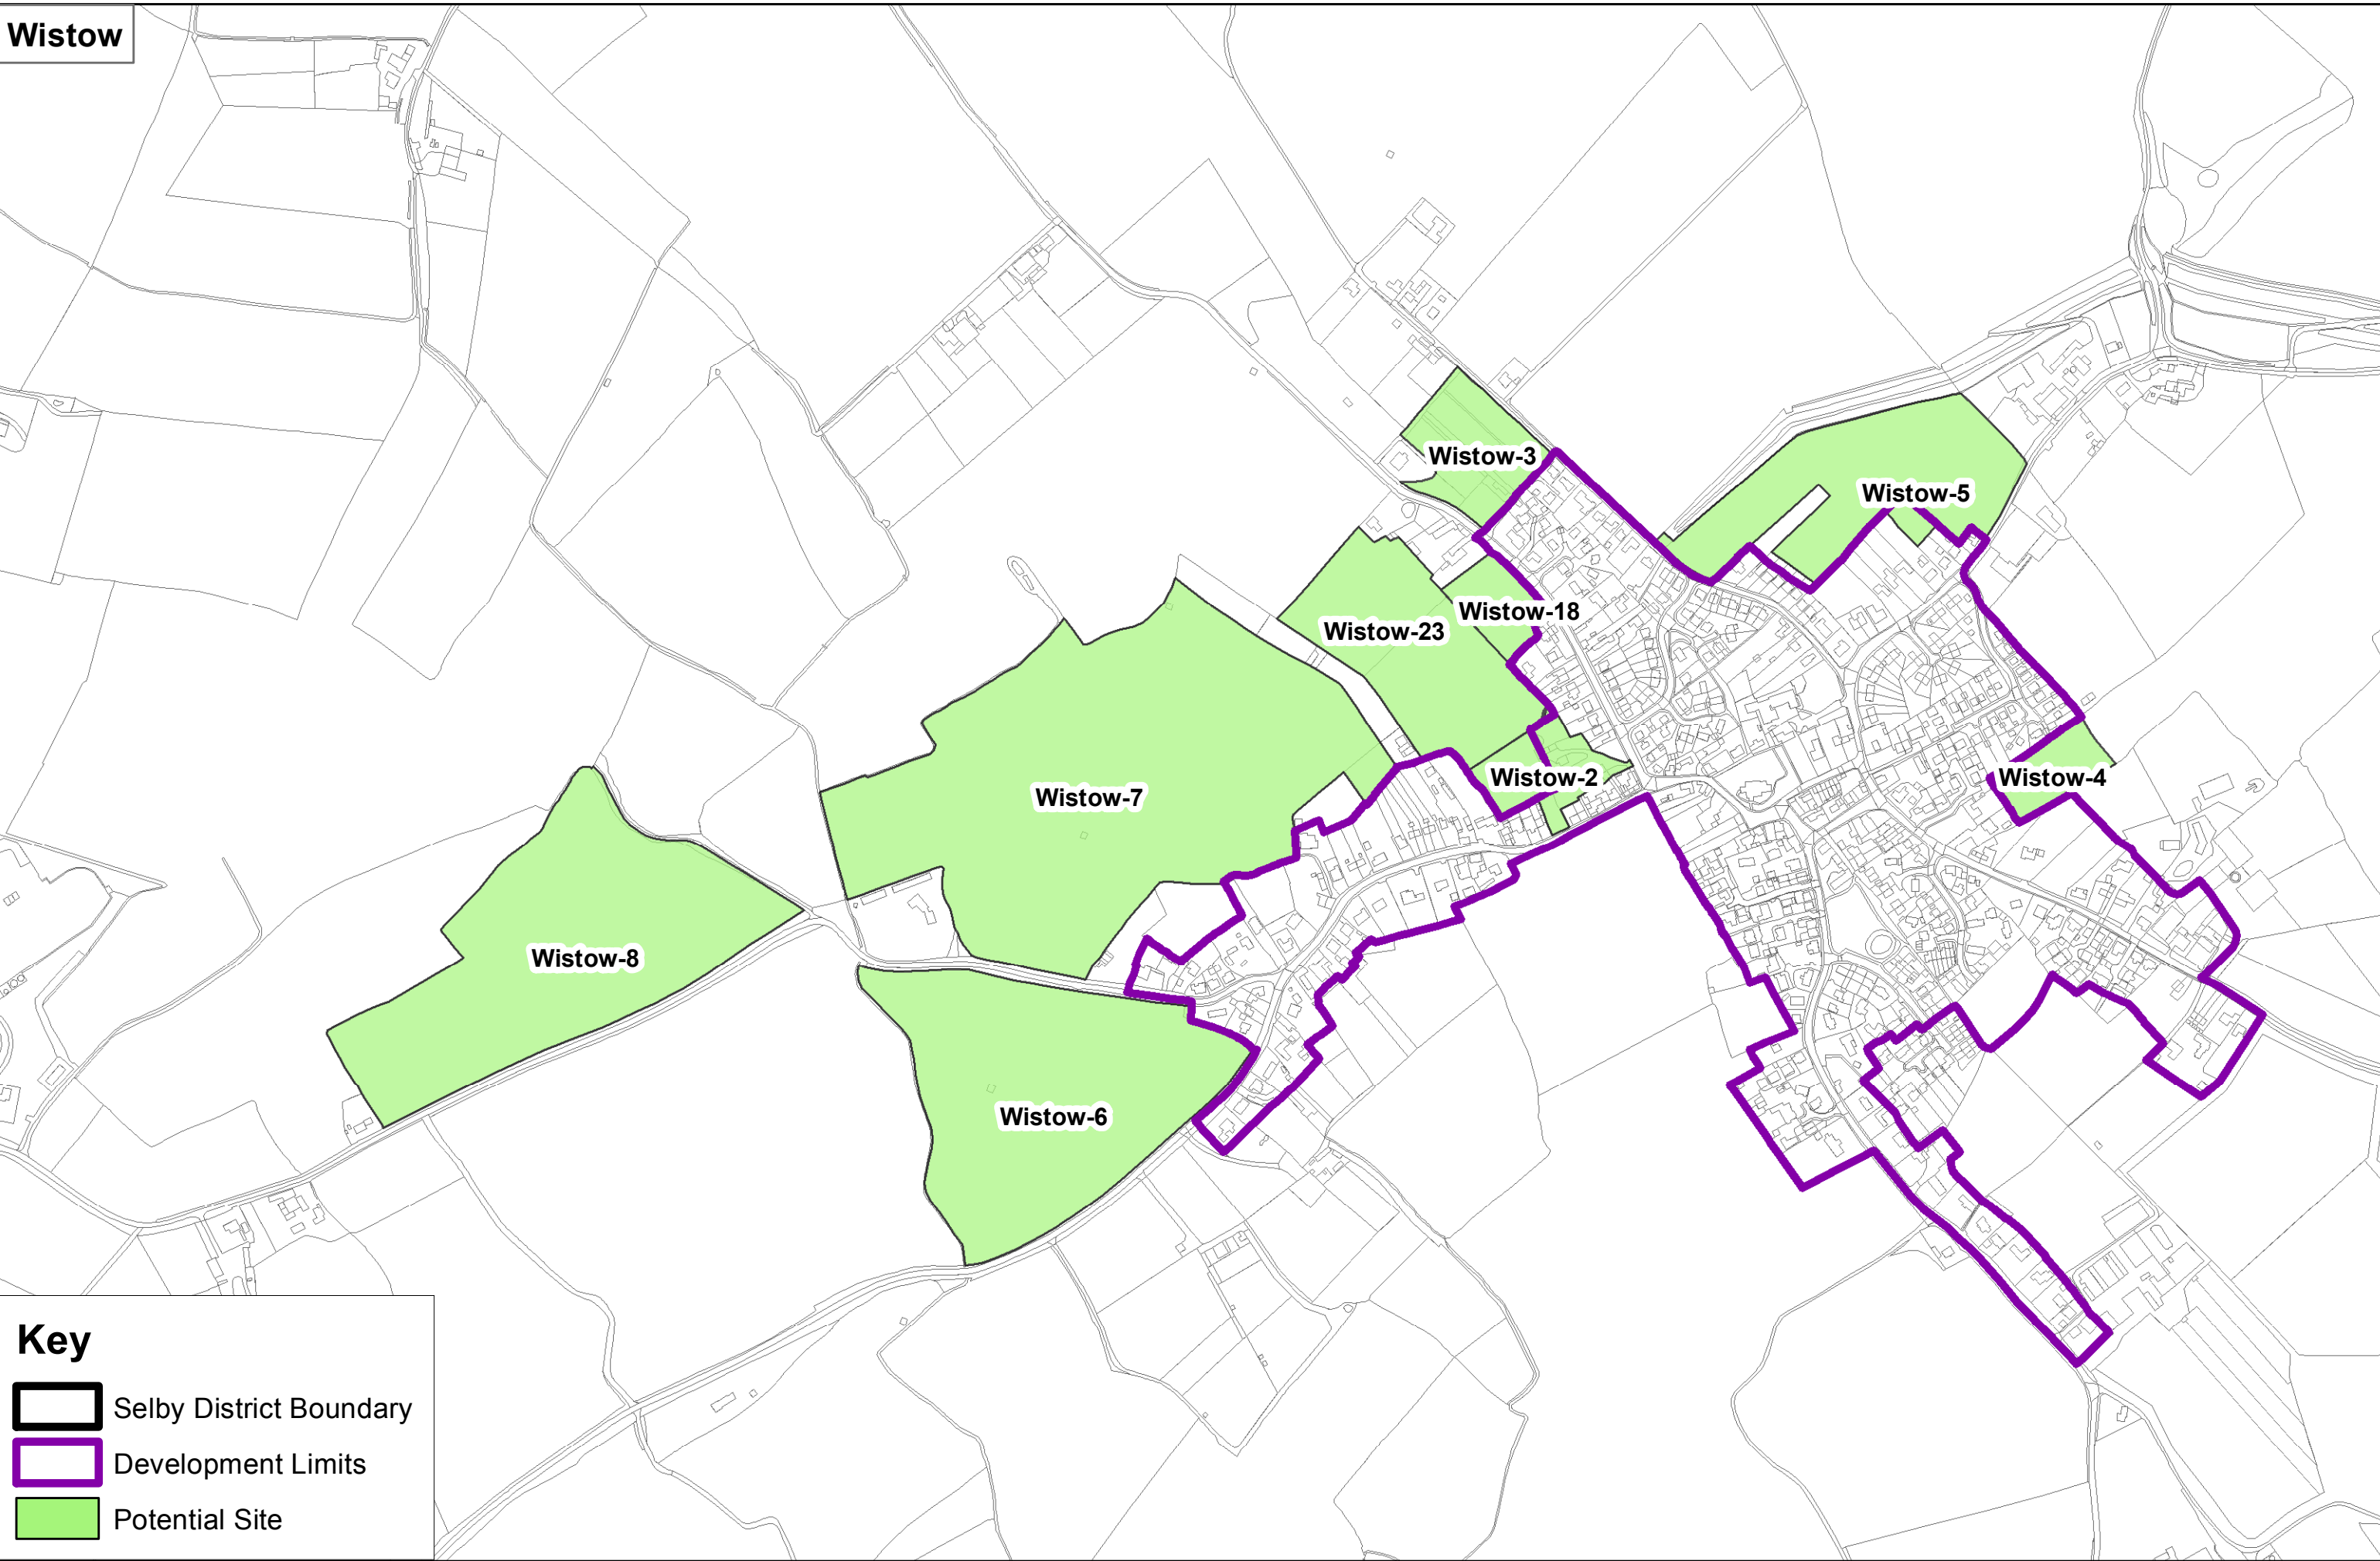 Wistow
Wistow-3
Wistow-5
Wistow-18
Wistow-23
Wistow-2
Wistow-4
Wistow-7
Wistow-8
Wistow-6
Key
Selby District Boundary
Development Limits
Potential Site